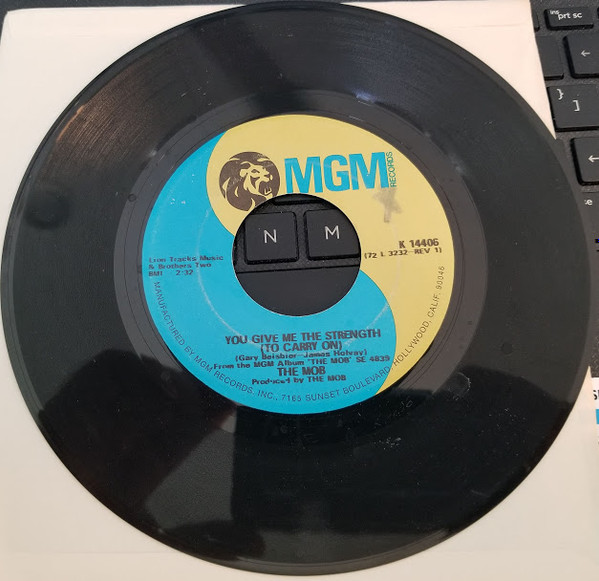 ins
prt sc
MGM
RECORDS
K 14406
(72 L 3232-REV 1)
Lion Tracks Music
& Brothers Two
BMI 2:32
N M
}
]
YOU GIVE ME THE STRENGTH
(TO CARRY ON)
(Gary Beisbier-James Holvay)
From the MGM Album 'THE MOB' SE 4839
THE MOB
Produced by THE MOB
MANUFACTURED BY MGM RECORDS, INC., 7165 SUNSET BOULEVARD, HOLLYWOOD, CALIF. 90046